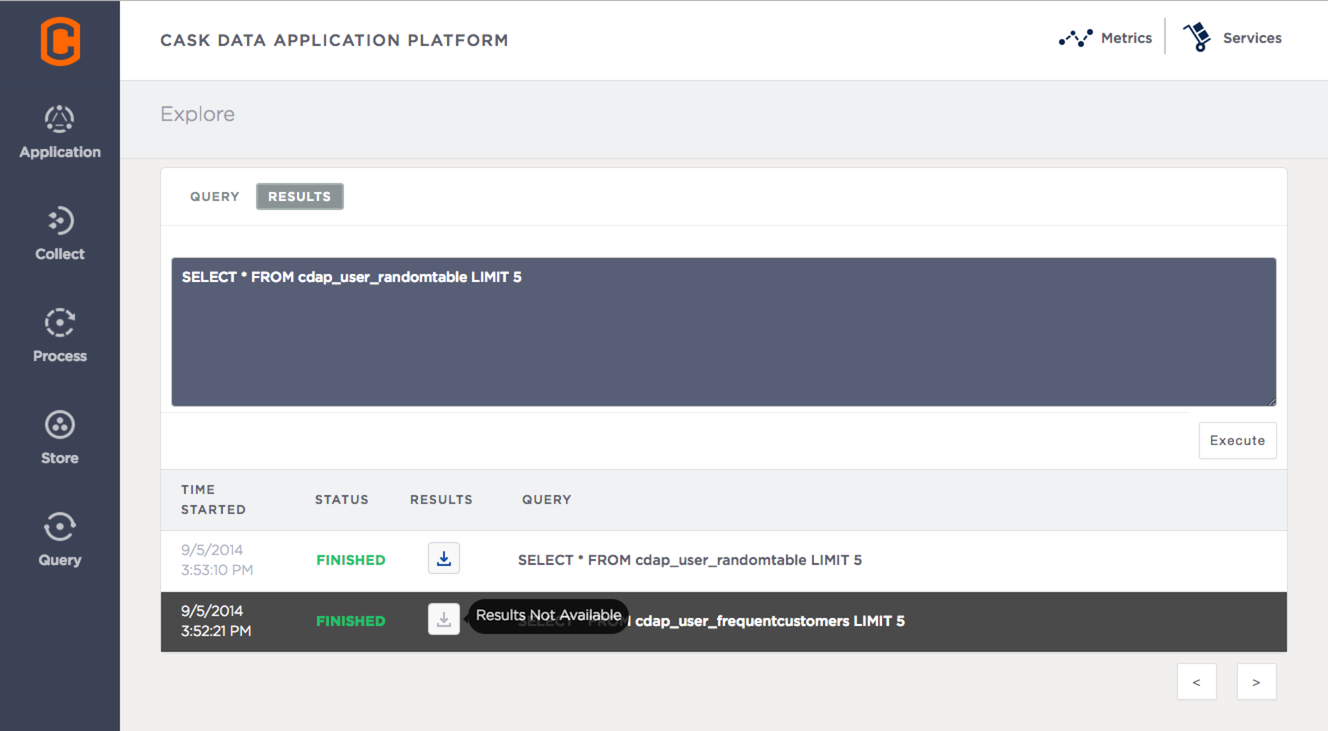 CASK DATA APPLICATION PLATFORM
Metrics
Services
Application
Collect
Process
Store
Query
Explore
QUERY
RESULTS
SELECT * FROM cdap_user_randomtable LIMIT 5
Execute
TIME
STARTED
STATUS
RESULTS
QUERY
9/5/2014
3:53:10 PM
FINISHED
SELECT * FROM cdap_user_randomtable LIMIT 5
9/5/2014
3:52:21 PM
FINISHED
Results Not Available
SELECT * FROM cdap_user_frequentcustomers LIMIT 5
<
>